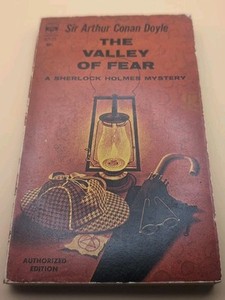 Sir Arthur Conan Doyle
THE
VALLEY
OF FEAR
A SHERLOCK HOLMES MYSTERY
AUTHORIZED
EDITION